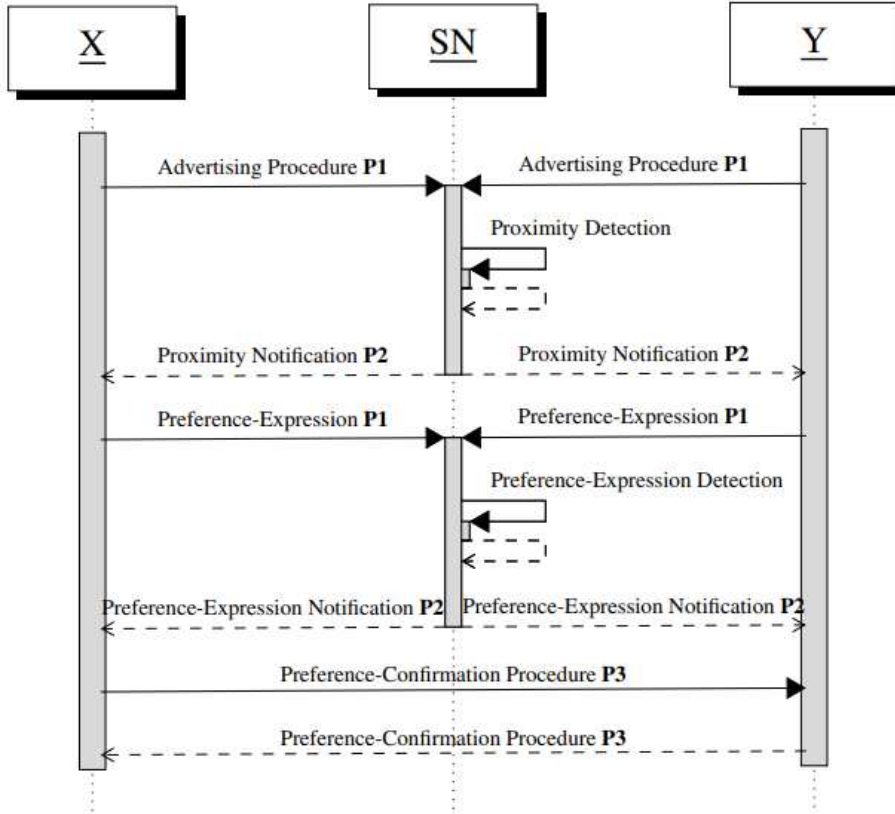 X
SN
Y
Advertising Procedure P1
Advertising Procedure P1
Proximity Detection
Proximity Notification P2
Proximity Notification P2
Preference-Expression P1
Preference-Expression P1
Preference-Expression Detection
Preference-Expression Notification P2
Preference-Expression Notification P2
Preference-Confirmation Procedure P3
Preference-Confirmation Procedure P3